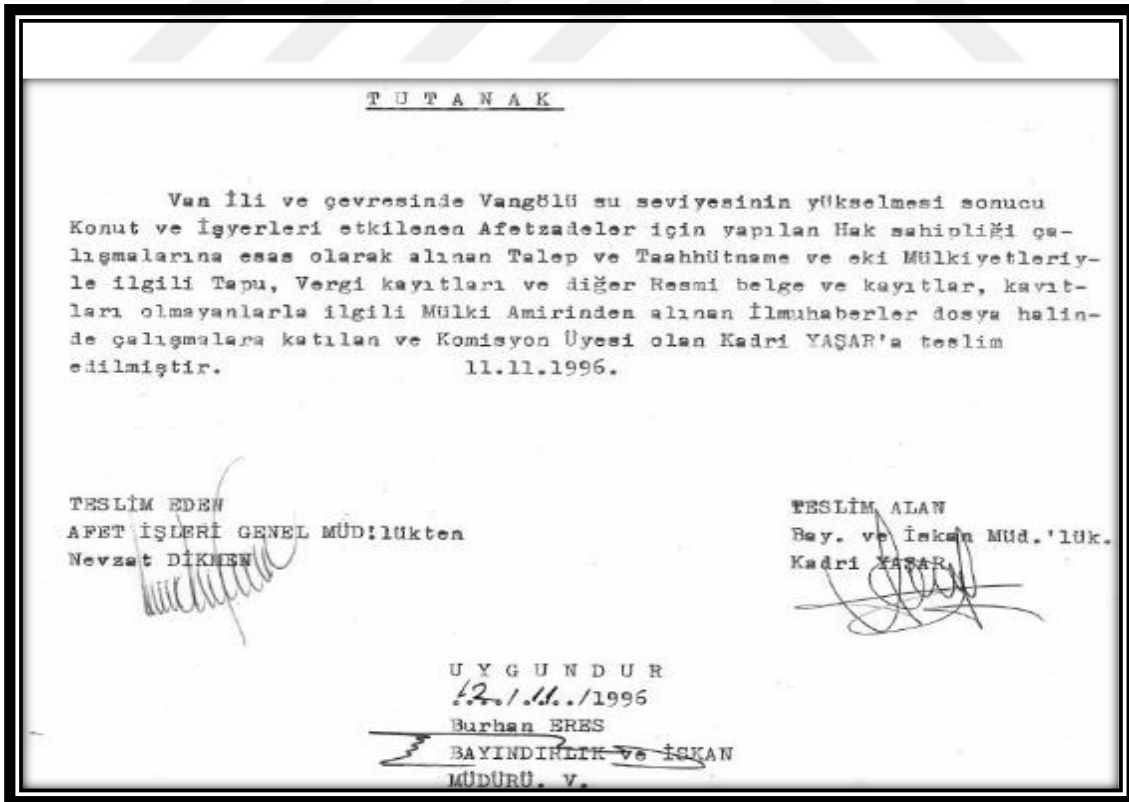 T U T A N A K
Van İli ve çevresinde Vangölü su seviyesinin yükselmesi sonucu
Konut ve İşyerleri etkilenen Afetzadeler için yapılan Hak sahipliği ça-
lışmalarına esas olarak alınan Talep ve Taahhütname ve eki Mülkiyetleriy-
le ilgili Tapu, Vergi kayıtları ve diğer Resmi belge ve kayıtlar, kayıt-
ları olmayanlarla ilgili Mülki Amirinden alınan İlmuhaberler dosya halin-
de çalışmalara katılan ve Komisyon Üyesi olan Kadri YAŞAR'a teslim
edilmiştir. 11.11.1996.
TESLİM EDEN
AFET İŞLERİ GENEL MÜD!lükten
Nevzat DİKMEN
TESLİM ALAN
Bay. ve İskan Müd.'lük.
Kadri YAŞAR
U Y G U N D U R
12./.11../1996
Burhan ERES
BAYINDIRLIK ve İSKAN
MÜDÜRÜ. V.